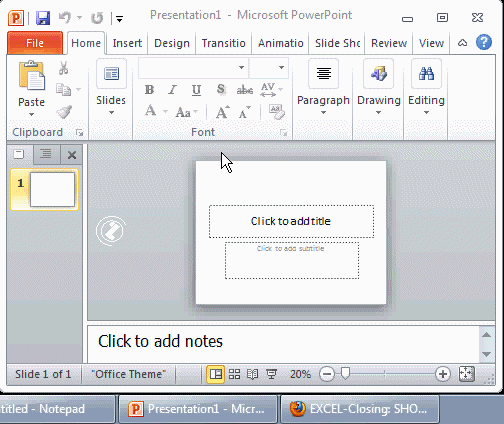 Presentation1 - Microsoft PowerPoint
File Home Insert Design Transitio Animatio Slide Sho Review View
Paste
Slides
B I U S abc AV
A Aa A A
Paragraph Drawing Editing
Clipboard Font
1
Click to add title
Click to add subtitle
Click to add notes
Slide 1 of 1 "Office Theme" 20%
ntitled - Notepad Presentation1 - Micr... EXCEL-Closing: SHO...